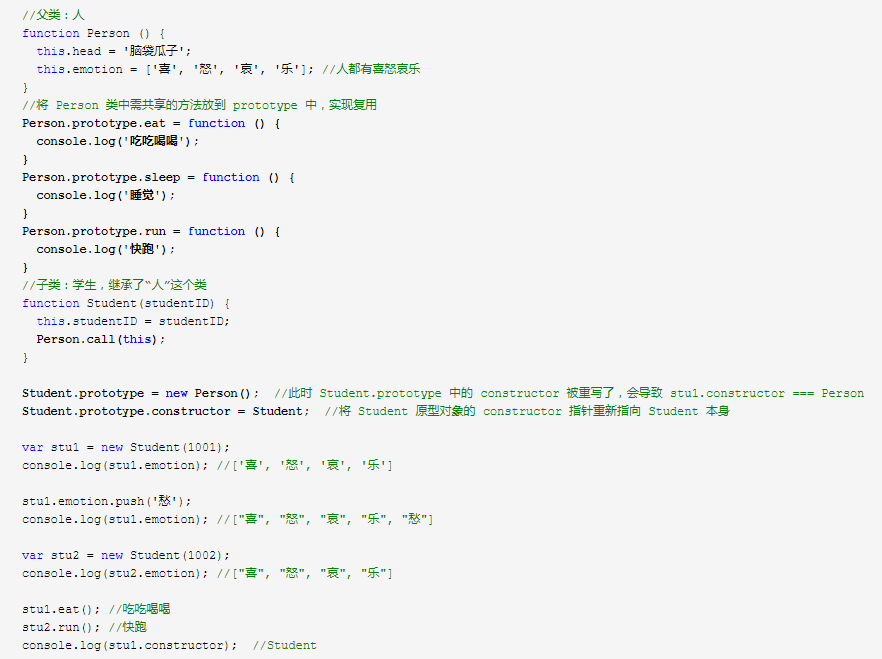 //父类：人
function Person () {
  this.head = '脑袋瓜子';
  this.emotion = ['喜', '怒', '哀', '乐']; //人都有喜怒哀乐
}
//将 Person 类中需共享的方法放到 prototype 中，实现复用
Person.prototype.eat = function () {
  console.log('吃吃喝喝');
}
Person.prototype.sleep = function () {
  console.log('睡觉');
}
Person.prototype.run = function () {
  console.log('快跑');
}
//子类：学生，继承了“人”这个类
function Student(studentID) {
  this.studentID = studentID;
  Person.call(this);
}
Student.prototype = new Person();  //此时 Student.prototype 中的 constructor 被重写了，会导致 stu1.constructor === Person
Student.prototype.constructor = Student;  //将 Student 原型对象的 constructor 指针重新指向 Student 本身
var stu1 = new Student(1001);
console.log(stu1.emotion); //['喜', '怒', '哀', '乐']
stu1.emotion.push('愁');
console.log(stu1.emotion); //["喜", "怒", "哀", "乐", "愁"]
var stu2 = new Student(1002);
console.log(stu2.emotion); //["喜", "怒", "哀", "乐"]
stu1.eat(); //吃吃喝喝
stu2.run(); //快跑
console.log(stu1.constructor);  //Student